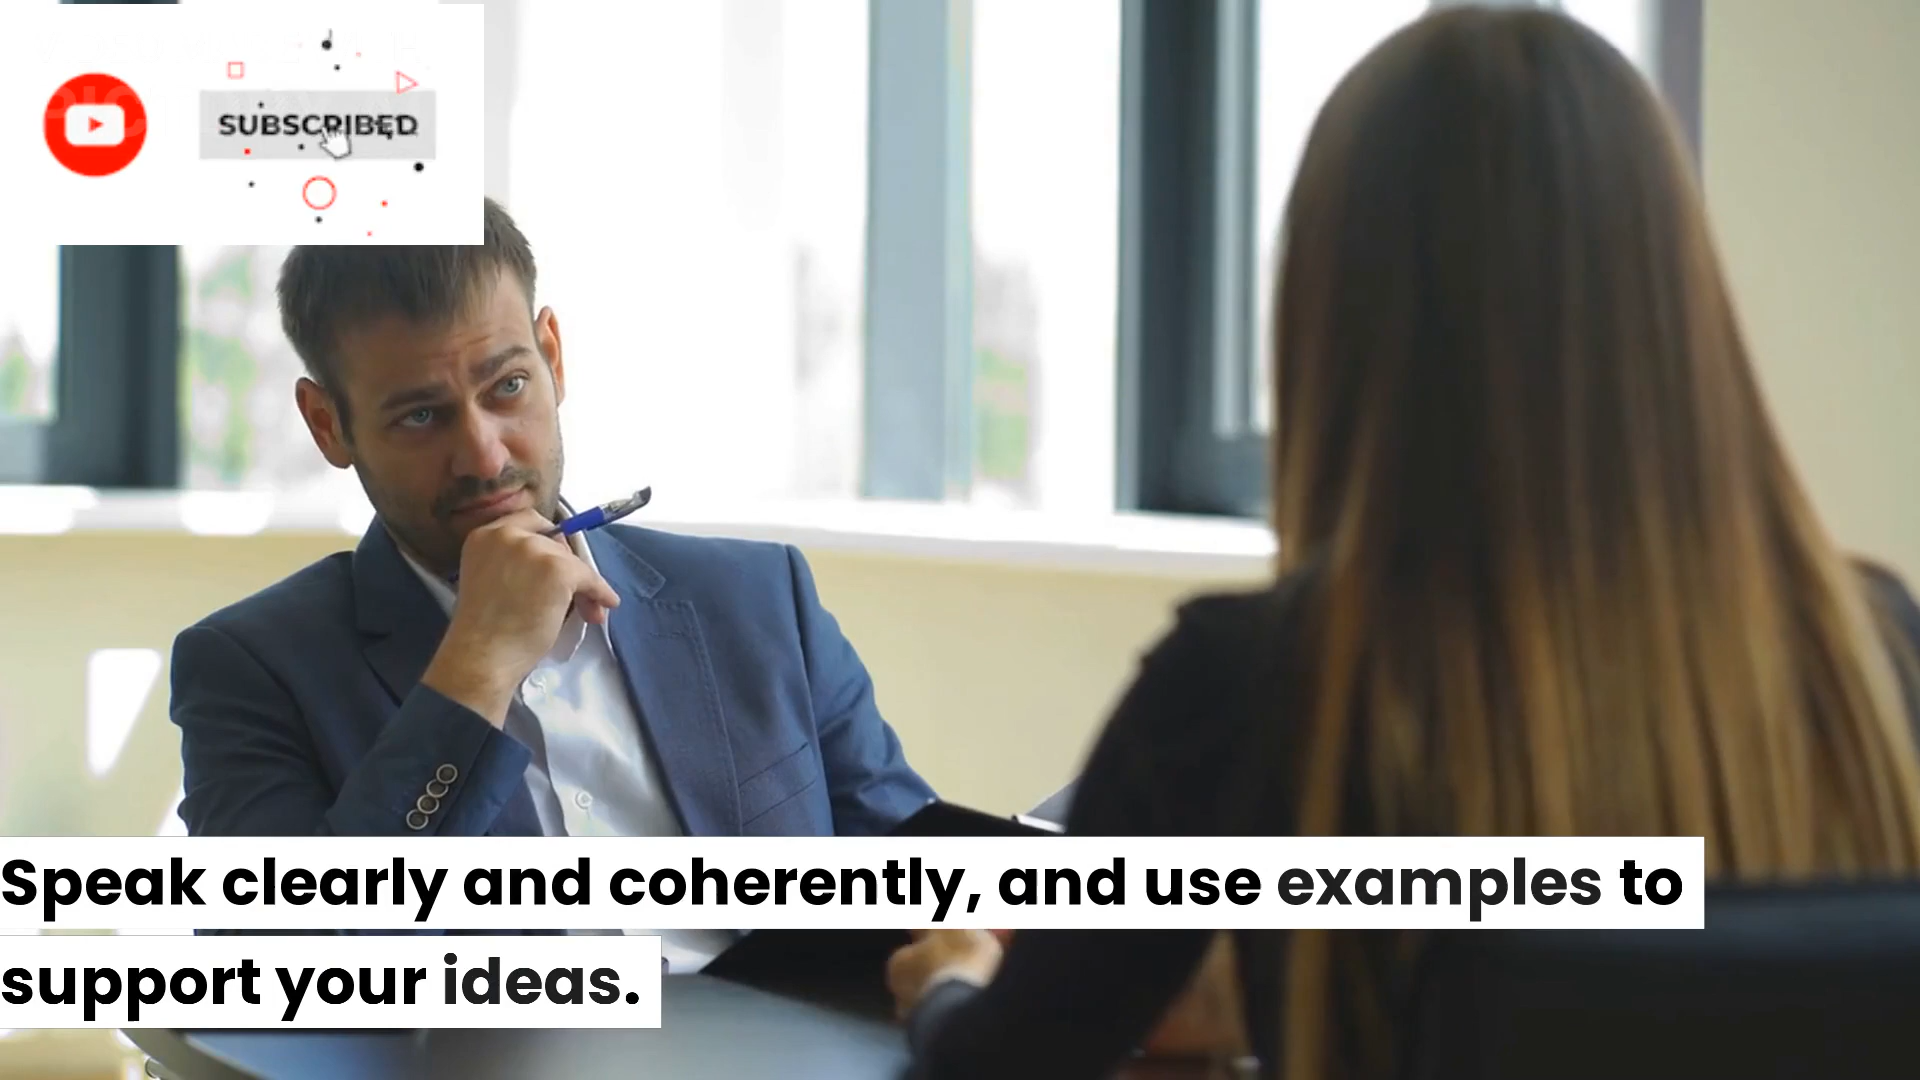 SUBSCRIBED
Speak clearly and coherently, and use examples to
support your ideas.